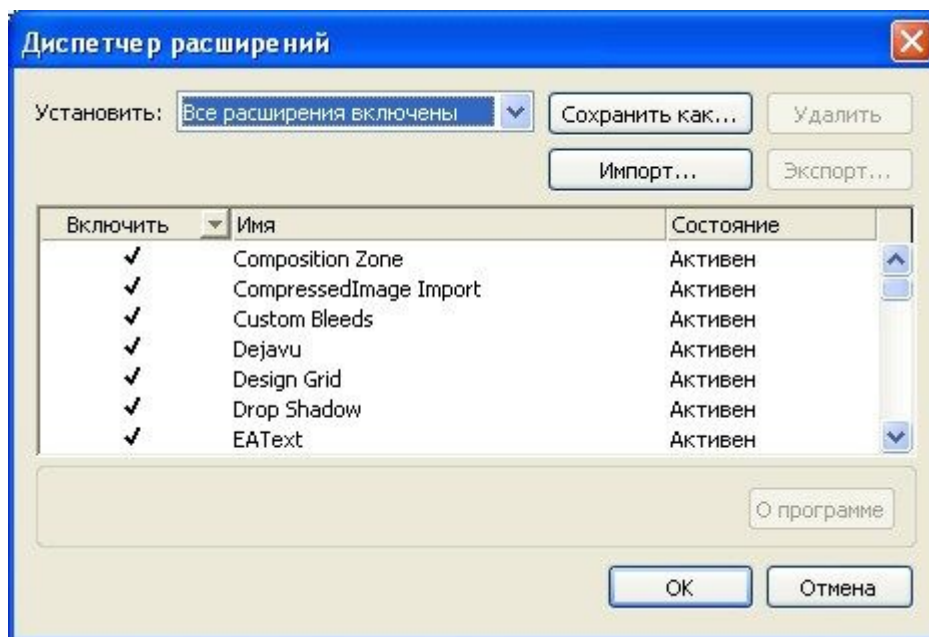 Диспетчер расширений
Установить: Все расширения включены Сохранить как... Удалить
Импорт... Экспорт...
Включить Имя Состояние
Composition Zone Активен
CompressedImage Import Активен
Custom Bleeds Активен
Dejavu Активен
Design Grid Активен
Drop Shadow Активен
EAText Активен
О программе
OK Отмена